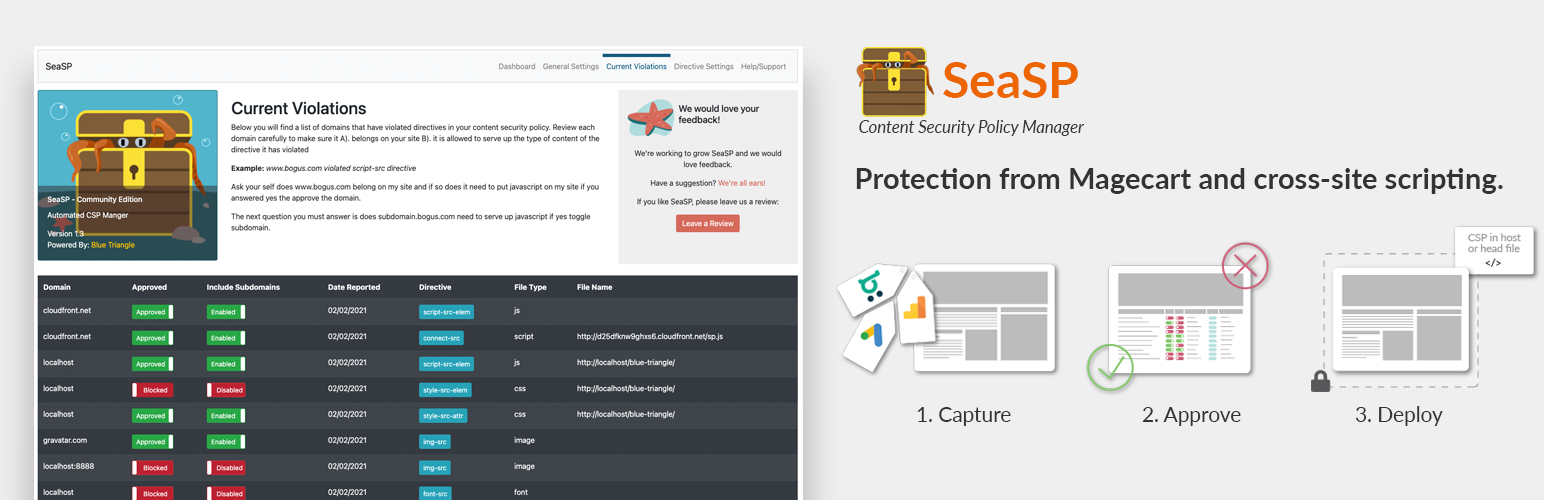 SeaSP
Dashboard General Settings Current Violations Directive Settings Help/Support
SeaSP - Community Edition
Automated CSP Manger
Version 1.3
Powered By: Blue Triangle
Current Violations
Below you will find a list of domains that have violated directives in your content security policy. Review each
domain carefully to make sure it A). belongs on your site B). it is allowed to serve up the type of content of the
directive it has violated
Example: www.bogus.com violated script-src directive
Ask your self does www.bogus.com belong on my site and if so does it need to put javascript on my site if you
answered yes the approve the domain.
The next question you must answer is does subdomain.bogus.com need to serve up javascript if yes toggle
subdomain.
We would love your
feedback!
We're working to grow SeaSP and we would
love feedback.
Have a suggestion? We're all ears!
If you like SeaSP, please leave us a review:
Leave a Review
Domain Approved Include Subdomains Date Reported Directive File Type File Name
cloudfront.net Approved Enabled 02/02/2021 script-src-elem js
cloudfront.net Approved Enabled 02/02/2021 connect-src script http://d25dfknw9ghxs6.cloudfront.net/sp.js
localhost Approved Enabled 02/02/2021 script-src-elem js http://localhost/blue-triangle/
localhost Blocked Disabled 02/02/2021 style-src-elem css http://localhost/blue-triangle/
localhost Approved Enabled 02/02/2021 style-src-attr css http://localhost/blue-triangle/
gravatar.com Approved Enabled 02/02/2021 img-src image
localhost:8888 Blocked Disabled 02/02/2021 img-src image
localhost Blocked Disabled 02/02/2021 font-src font
SeaSP
Content Security Policy Manager
Protection from Magecart and cross-site scripting.
CSP in host
or head file
</>
1. Capture
2. Approve
3. Deploy